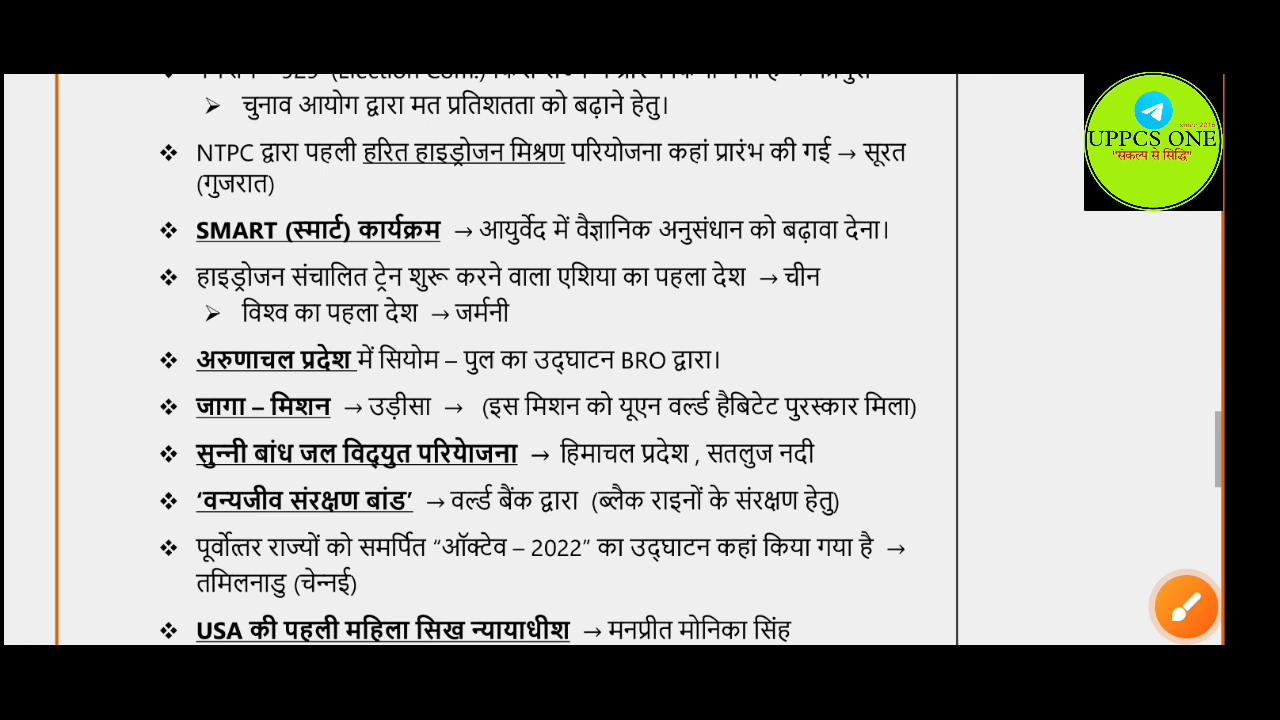 चुनाव आयोग द्वारा मत प्रतिशतता को बढ़ाने हेतु।
NTPC द्वारा पहली हरित हाइड्रोजन मिश्रण परियोजना कहां प्रारंभ की गई → सूरत
(गुजरात)
SMART (स्मार्ट) कार्यक्रम → आयुर्वेद में वैज्ञानिक अनुसंधान को बढ़ावा देना।
हाइड्रोजन संचालित ट्रेन शुरू करने वाला एशिया का पहला देश → चीन
विश्व का पहला देश → जर्मनी
अरुणाचल प्रदेश में सियोम – पुल का उद्घाटन BRO द्वारा।
जागा – मिशन → उड़ीसा → (इस मिशन को यूएन वर्ल्ड हैबिटेट पुरस्कार मिला)
सुन्नी बांध जल विद्युत परियेाजना → हिमाचल प्रदेश , सतलुज नदी
‘वन्यजीव संरक्षण बांड’ → वर्ल्ड बैंक द्वारा (ब्लैक राइनों के संरक्षण हेतु)
पूर्वोत्तर राज्यों को समर्पित “ऑक्टेव – 2022” का उद्घाटन कहां किया गया है →
तमिलनाडु (चेन्नई)
USA की पहली महिला सिख न्यायाधीश → मनप्रीत मोनिका सिंह
since 2016
UPPCS ONE
"संकल्प से सिद्धि"